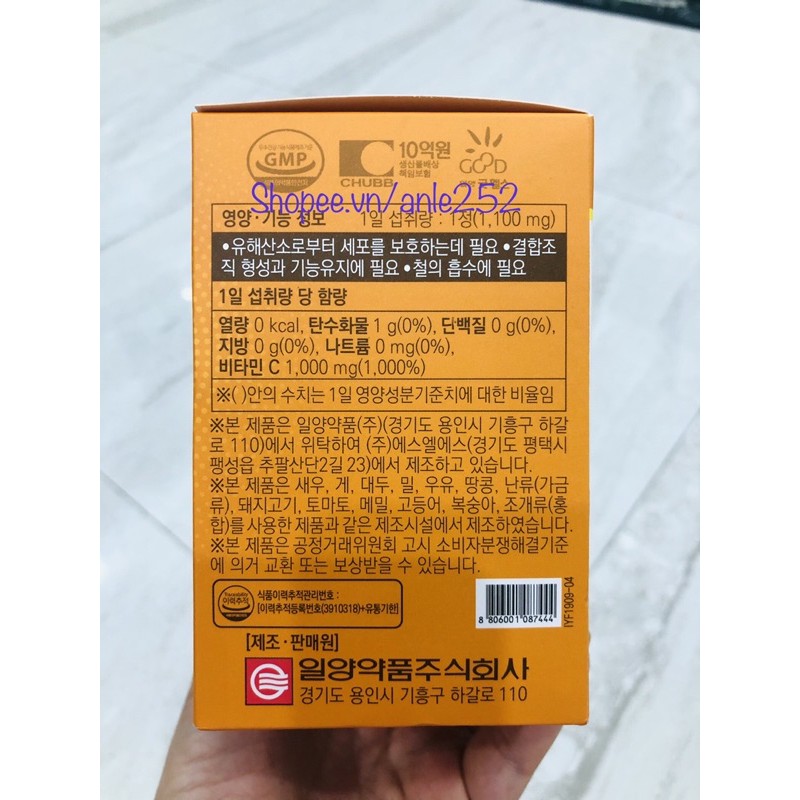 GMP
CHUBB
10억원
생산물배상
책임보험
GOOD
Shopee.vn/anle252
영양·기능 정보 1일 섭취량 : 1정(1,100 mg)
•유해산소로부터 세포를 보호하는데 필요 •결합조
직 형성과 기능유지에 필요 •철의 흡수에 필요
1일 섭취량 당 함량
열량 0 kcal, 탄수화물 1 g(0%), 단백질 0 g(0%),
지방 0 g(0%), 나트륨 0 mg(0%),
비타민 C 1,000 mg(1,000%)
※( )안의 수치는 1일 영양성분기준치에 대한 비율임
※본 제품은 일양약품(주)(경기도 용인시 기흥구 하갈
로 110)에서 위탁하여 (주)에스엘에스(경기도 평택시
팽성읍 추팔산단2길 23)에서 제조하고 있습니다.
※본 제품은 새우, 게, 대두, 밀, 우유, 땅콩, 난류(가금
류), 돼지고기, 토마토, 메밀, 고등어, 복숭아, 조개류(홍
합)를 사용한 제품과 같은 제조시설에서 제조하였습니다.
※본 제품은 공정거래위원회 고시 소비자분쟁해결기준
에 의거 교환 또는 보상받을 수 있습니다.
Traceability
이력추적
식품이력추적관리번호 :
[이력추적등록번호(3910318)+유통기한]
8 806001 087444
IYF1909-04
[제조·판매원]
일양약품주식회사
경기도 용인시 기흥구 하갈로 110